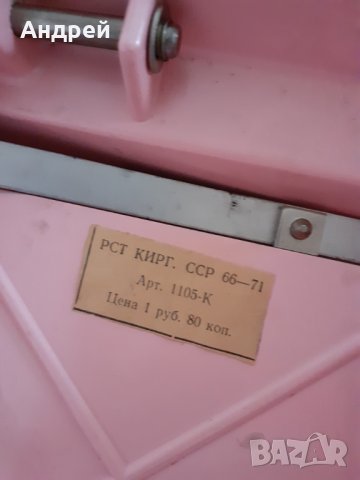 Андрей
РСТ КИРГ. ССР 66—71
Арт. 1105-К
Цена 1 руб. 80 коп.
BAZAR
bg